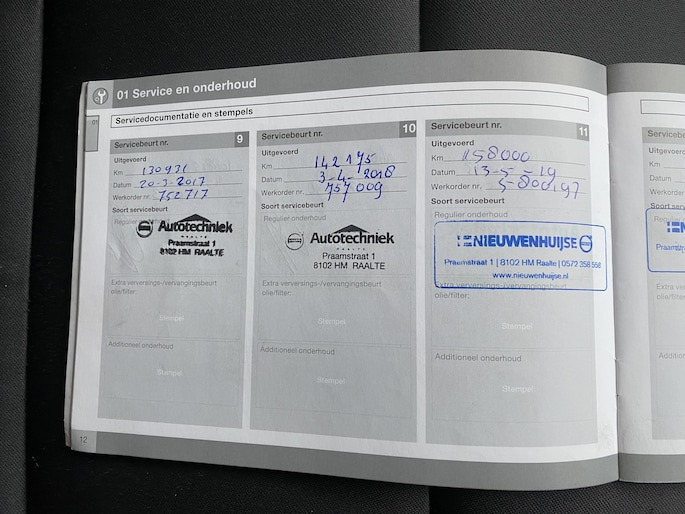 01 Service en onderhoud
01
Servicedocumentatie en stempels
Servicebeurt nr. 9
Uitgevoerd
Km 130931
Datum 20-3-2017
Werkorder nr. 752717
Soort servicebeurt
Regulier
Autotechniek
RAALTE
Praamstraat 1
8102 HM RAALTE
Extra verversings-/vervangingsbeurt
olie/filter:
Stempel
Additioneel onderhoud
Stempel
Servicebeurt nr. 10
Uitgevoerd
Km 142175
Datum 3-4-2018
Werkorder nr. 757009
Soort servicebeurt
Regulier onderhoud
Autotechniek
RAALTE
Praamstraat 1
8102 HM RAALTE
Extra verversings-/vervangingsbeurt
olie/filter:
Stempel
Additioneel onderhoud
Stempel
Servicebeurt nr. 11
Uitgevoerd
Km 158000
Datum 13-5-19
Werkorder nr.
Soort servicebeurt
Regulier onderhoud
NIEUWENHUIJSE
Praamstraat 1 | 8102 HM Raalte | 0572 358 558
www.nieuwenhuijse.nl
Extra verversings-/vervangingsbeurt
olie/filter:
Stempel
Additioneel onderhoud
Stempel
12